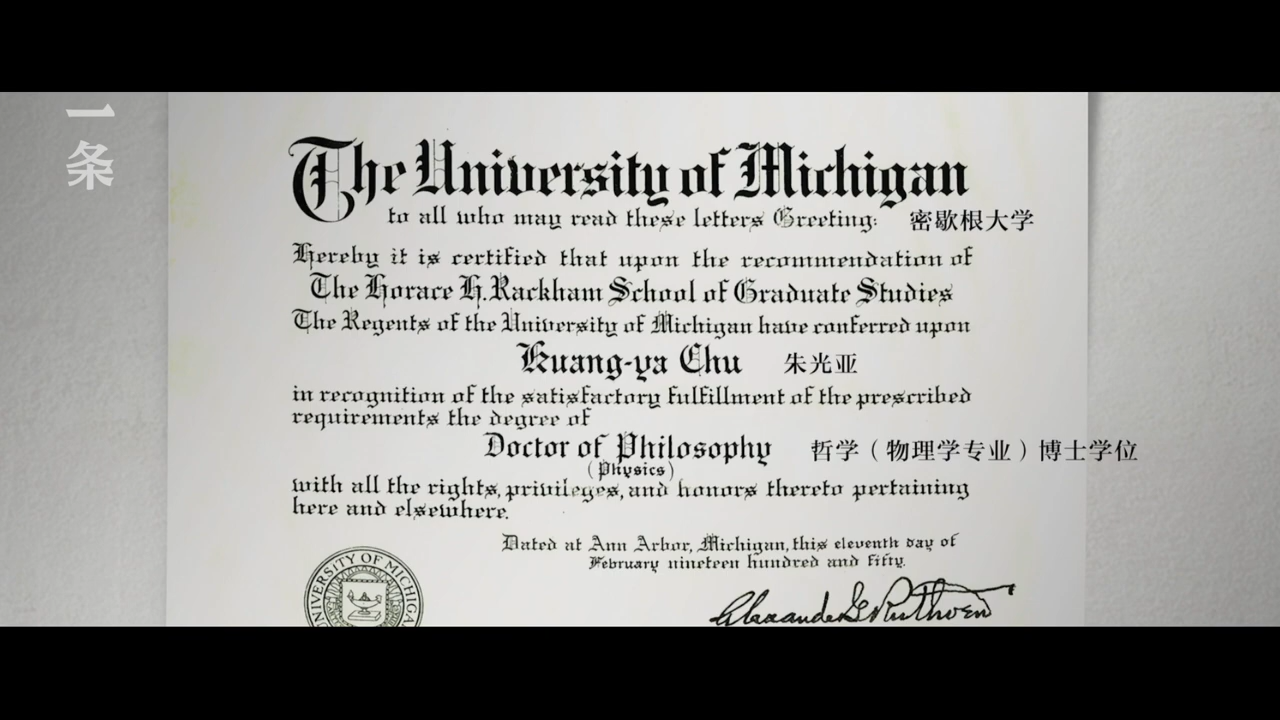 一条
The University of Michigan
to all who may read these letters Greeting: 密歇根大学
Hereby it is certified that upon the recommendation of
The Horace H. Rackham School of Graduate Studies
The Regents of the University of Michigan have conferred upon
Kuang-ya Chu 朱光亚
in recognition of the satisfactory fulfillment of the prescribed
requirements the degree of
Doctor of Philosophy 哲学（物理学专业）博士学位
(Physics)
with all the rights, privileges, and honors thereto pertaining
here and elsewhere.
Dated at Ann Arbor, Michigan, this eleventh day of
February nineteen hundred and fifty.
UNIVERSITY OF MICHIGA
Alexander G Ruthven